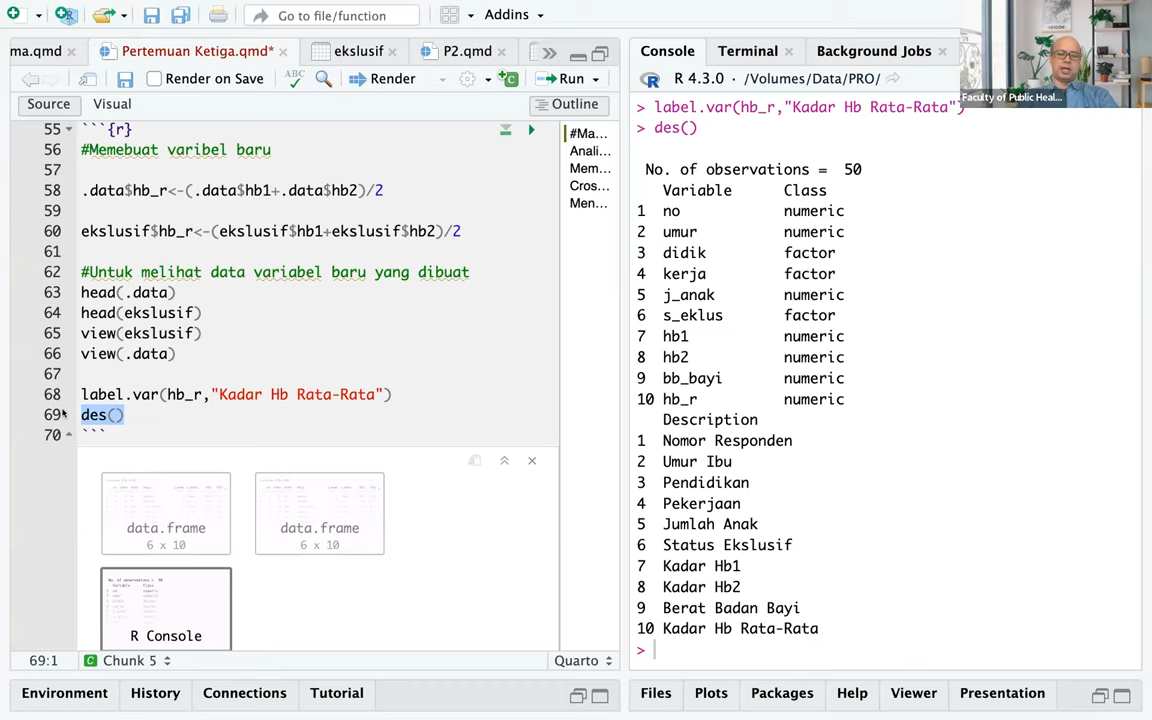 Go to file/function
Addins
ma.qmd
Pertemuan Ketiga.qmd*
ekslusif
P2.qmd
Render on Save
ABC
Render
Run
Source
Visual
Outline
55 ```{r}
56 #Memebuat varibel baru
57
58 .data$hb_r<-(.data$hb1+.data$hb2)/2
59
60 ekslusif$hb_r<-(ekslusif$hb1+ekslusif$hb2)/2
61
62 #Untuk melihat data variabel baru yang dibuat
63 head(.data)
64 head(ekslusif)
65 view(ekslusif)
66 view(.data)
67
68 label.var(hb_r,"Kadar Hb Rata-Rata")
69 des()
70 ```
#Ma...
Anali...
Mem...
Cros...
Men...
data.frame
6 x 10
data.frame
6 x 10
R Console
69:1
Chunk 5
Quarto
Environment
History
Connections
Tutorial
Console
Terminal
Background Jobs
R 4.3.0 · /Volumes/Data/PRO/
Faculty of Public Heal...
> label.var(hb_r,"Kadar Hb Rata-Rata")
> des()
No. of observations = 50
Variable Class
1 no numeric
2 umur numeric
3 didik factor
4 kerja factor
5 j_anak numeric
6 s_eklus factor
7 hb1 numeric
8 hb2 numeric
9 bb_bayi numeric
10 hb_r numeric
Description
1 Nomor Responden
2 Umur Ibu
3 Pendidikan
4 Pekerjaan
5 Jumlah Anak
6 Status Ekslusif
7 Kadar Hb1
8 Kadar Hb2
9 Berat Badan Bayi
10 Kadar Hb Rata-Rata
>
Files
Plots
Packages
Help
Viewer
Presentation